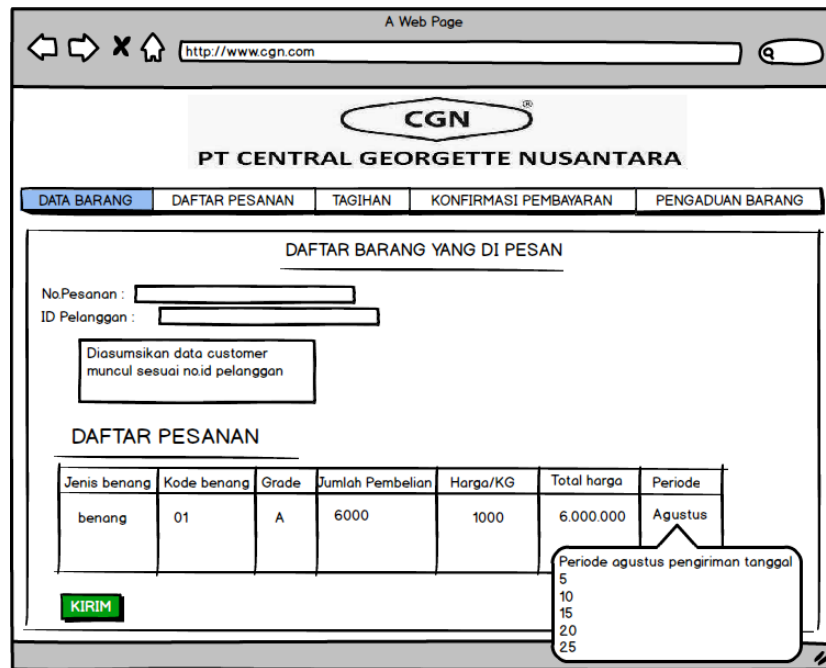 A Web Page
http://www.cgn.com
CGN ®
PT CENTRAL GEORGETTE NUSANTARA
DATA BARANG DAFTAR PESANAN TAGIHAN KONFIRMASI PEMBAYARAN PENGADUAN BARANG
DAFTAR BARANG YANG DI PESAN
No.Pesanan :
ID Pelanggan :
Diasumsikan data customer
muncul sesuai no.id pelanggan
DAFTAR PESANAN
Jenis benang Kode benang Grade Jumlah Pembelian Harga/KG Total harga Periode
benang 01 A 6000 1000 6.000.000 Agustus
Periode agustus pengiriman tanggal
5
10
15
20
25
KIRIM